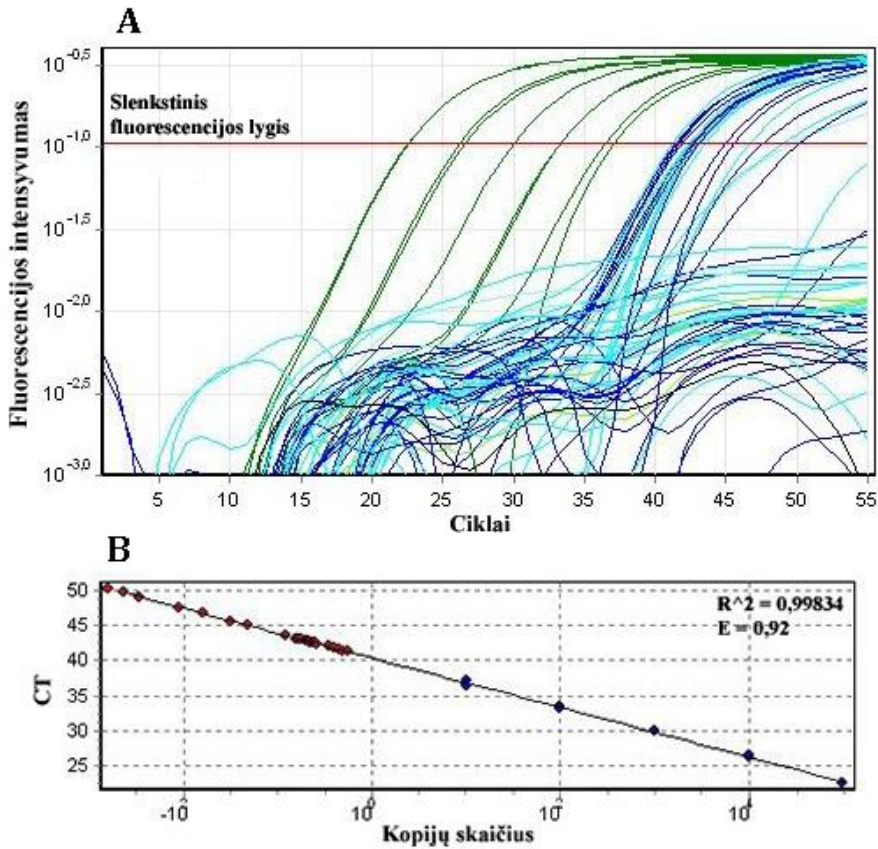 A
Fluorescencijos intensyvumas
10^-0,5
10^-1,0
10^-1,5
10^-2,0
10^-2,5
10^-3,0
Slenkstinis
fluorescencijos lygis
5 10 15 20 25 30 35 40 45 50 55
Ciklai
B
CT
50
45
40
35
30
25
R^2 = 0,99834
E = 0,92
-10 10^0 10^2 10^4
Kopijų skaičius